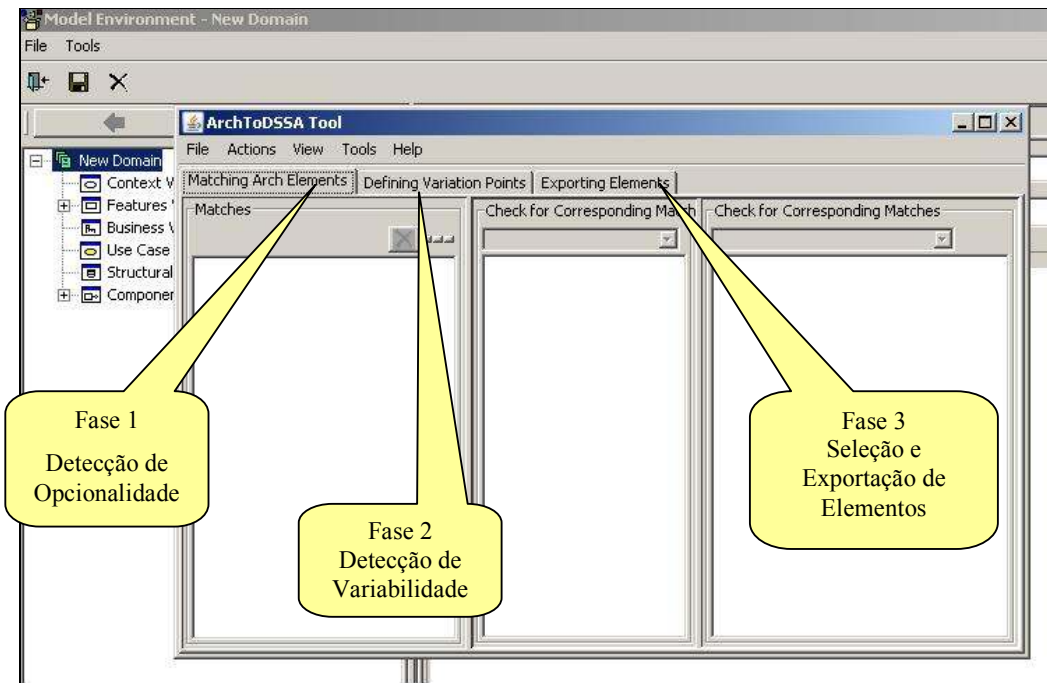 Model Environment - New Domain
File Tools
ArchToDSSA Tool
File Actions View Tools Help
Matching Arch Elements Defining Variation Points Exporting Elements
New Domain
Context V
Features
Business V
Use Case
Structural
Componer
Matches
Check for Corresponding Match
Check for Corresponding Matches
Fase 1
Detecção de
Opcionalidade
Fase 2
Detecção de
Variabilidade
Fase 3
Seleção e
Exportação de
Elementos